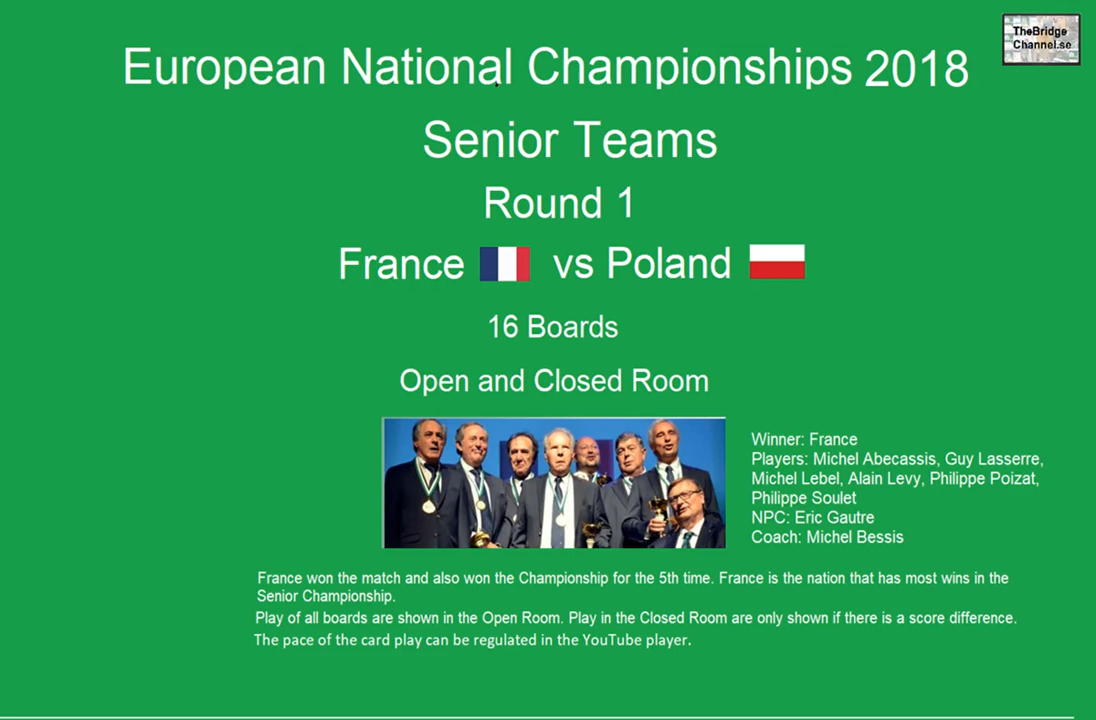 TheBridge
Channel.se
European National Championships 2018
Senior Teams
Round 1
France vs Poland
16 Boards
Open and Closed Room
Winner: France
Players: Michel Abecassis, Guy Lasserre,
Michel Lebel, Alain Levy, Philippe Poizat,
Philippe Soulet
NPC: Eric Gautre
Coach: Michel Bessis
France won the match and also won the Championship for the 5th time. France is the nation that has most wins in the
Senior Championship.
Play of all boards are shown in the Open Room. Play in the Closed Room are only shown if there is a score difference.
The pace of the card play can be regulated in the YouTube player.